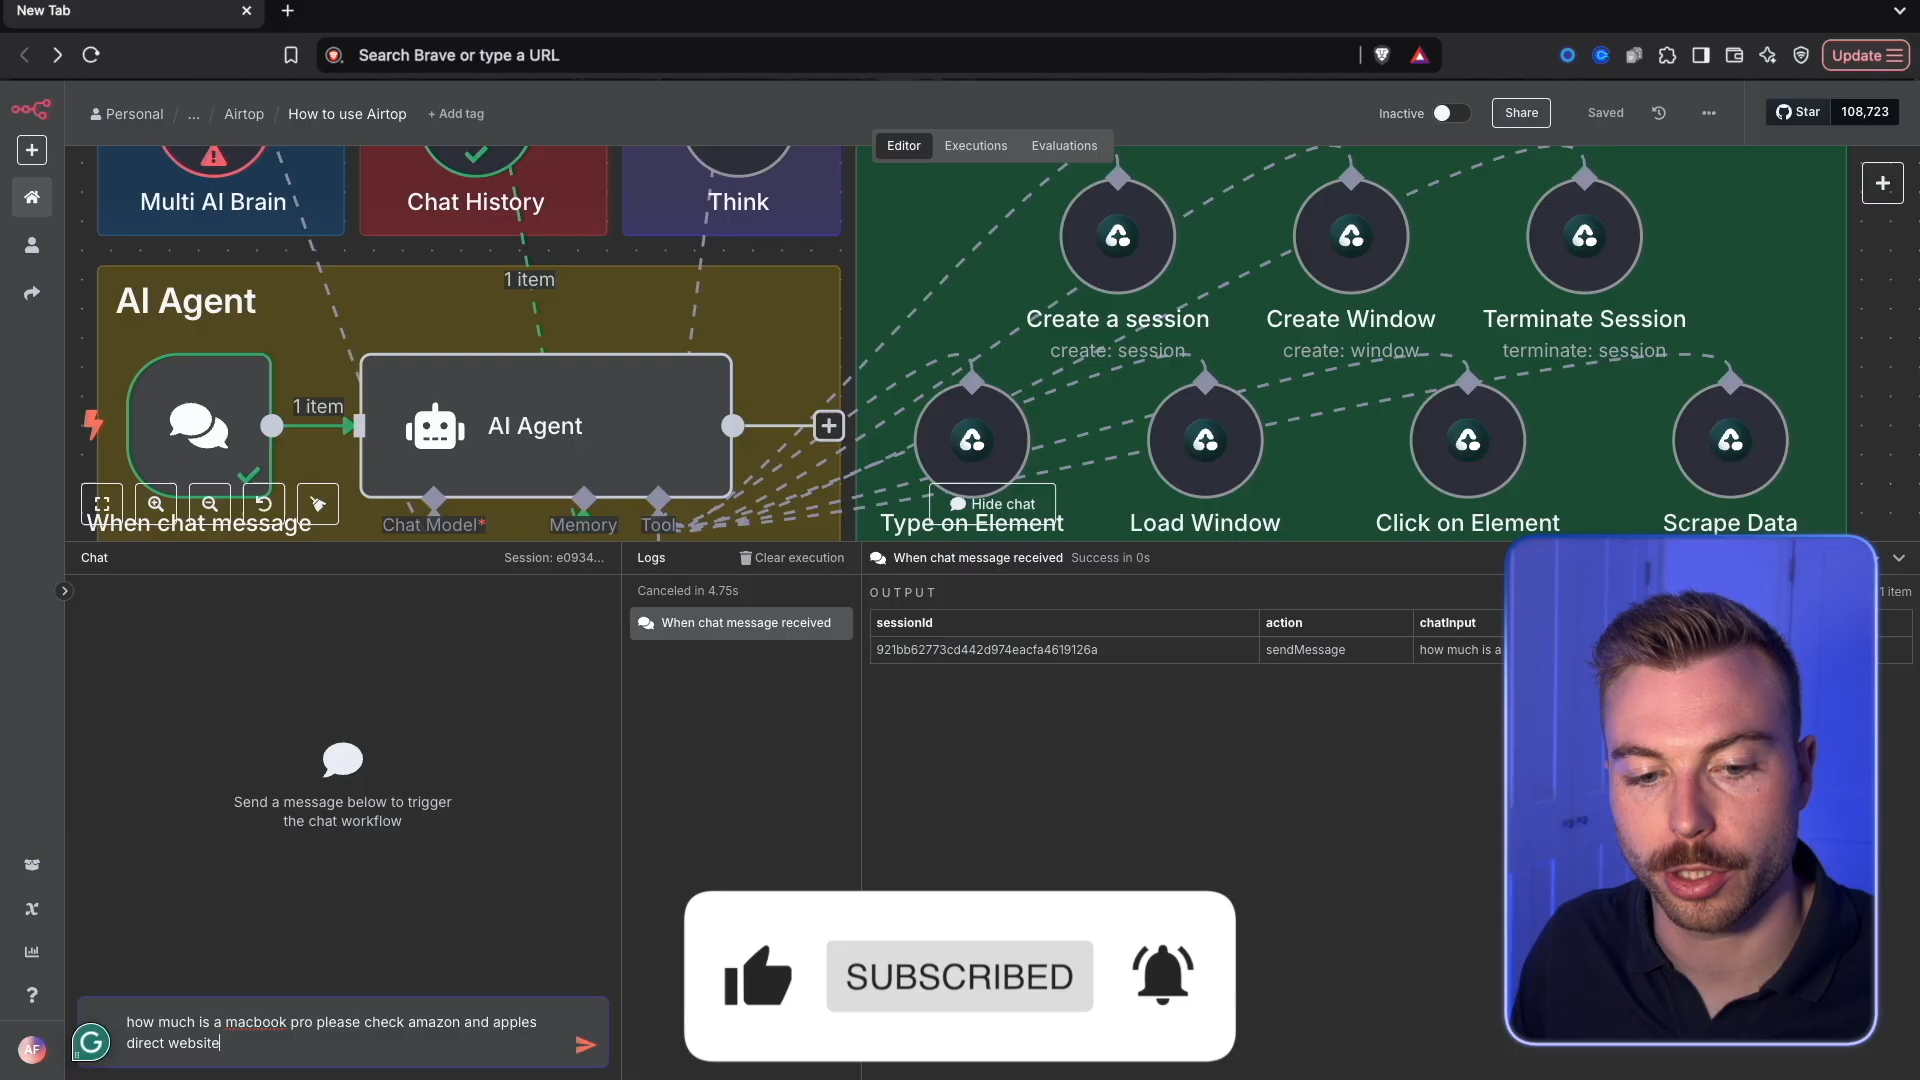 New Tab
Search Brave or type a URL
Update
Personal / ... / Airtop / How to use Airtop + Add tag
Inactive
Share
Saved
Star 108,723
Editor Executions Evaluations
Multi AI Brain
Chat History
Think
1 item
AI Agent
1 item
AI Agent
Create a session
create: session
Create Window
create: window
Terminate Session
terminate: session
Hide chat
When chat message
Chat Model*
Memory
Tool
Type on Element
Load Window
Click on Element
Scrape Data
Chat
Session: e0934...
Logs
Clear execution
When chat message received Success in 0s
Canceled in 4.75s
When chat message received
OUTPUT
1 item
sessionId action chatInput
921bb62773cd442d974eacfa4619126a sendMessage how much is a
Send a message below to trigger
the chat workflow
SUBSCRIBED
how much is a macbook pro please check amazon and apples
direct website
G
AF